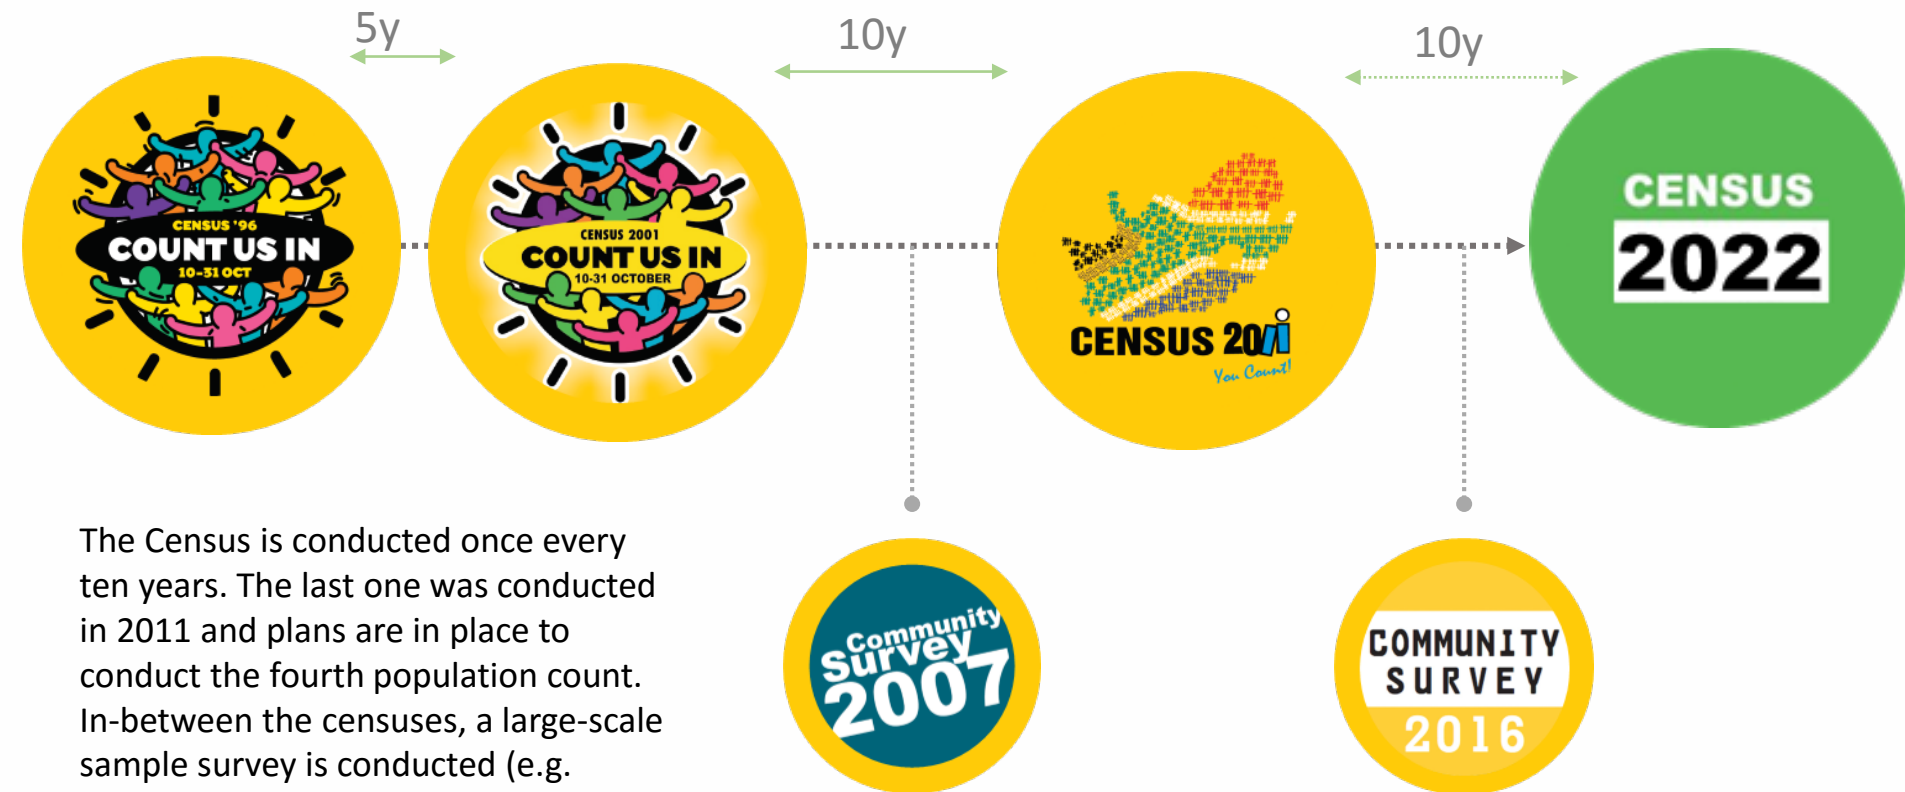 5y
10y
10y
CENSUS '96
COUNT US IN
10-31 OCT
CENSUS 2001
COUNT US IN
10-31 OCTOBER
CENSUS 2011
You Count!
CENSUS
2022
The Census is conducted once every
ten years. The last one was conducted
in 2011 and plans are in place to
conduct the fourth population count.
In-between the censuses, a large-scale
sample survey is conducted (e.g.
Community
Survey
2007
COMMUNITY
SURVEY
2016